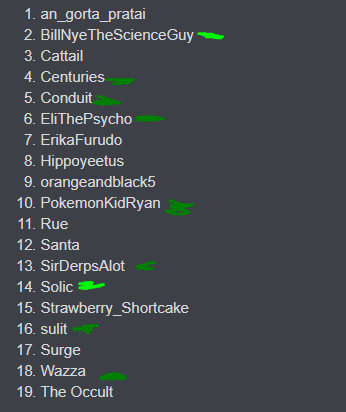 1. an_gorta_pratai
2. BillNyeTheScienceGuy
3. Cattail
4. Centuries
5. Conduit
6. EliThePsycho
7. ErikaFurudo
8. Hippoyeetus
9. orangeandblack5
10. PokemonKidRyan
11. Rue
12. Santa
13. SirDerpsAlot
14. Solic
15. Strawberry_Shortcake
16. sulit
17. Surge
18. Wazza
19. The Occult